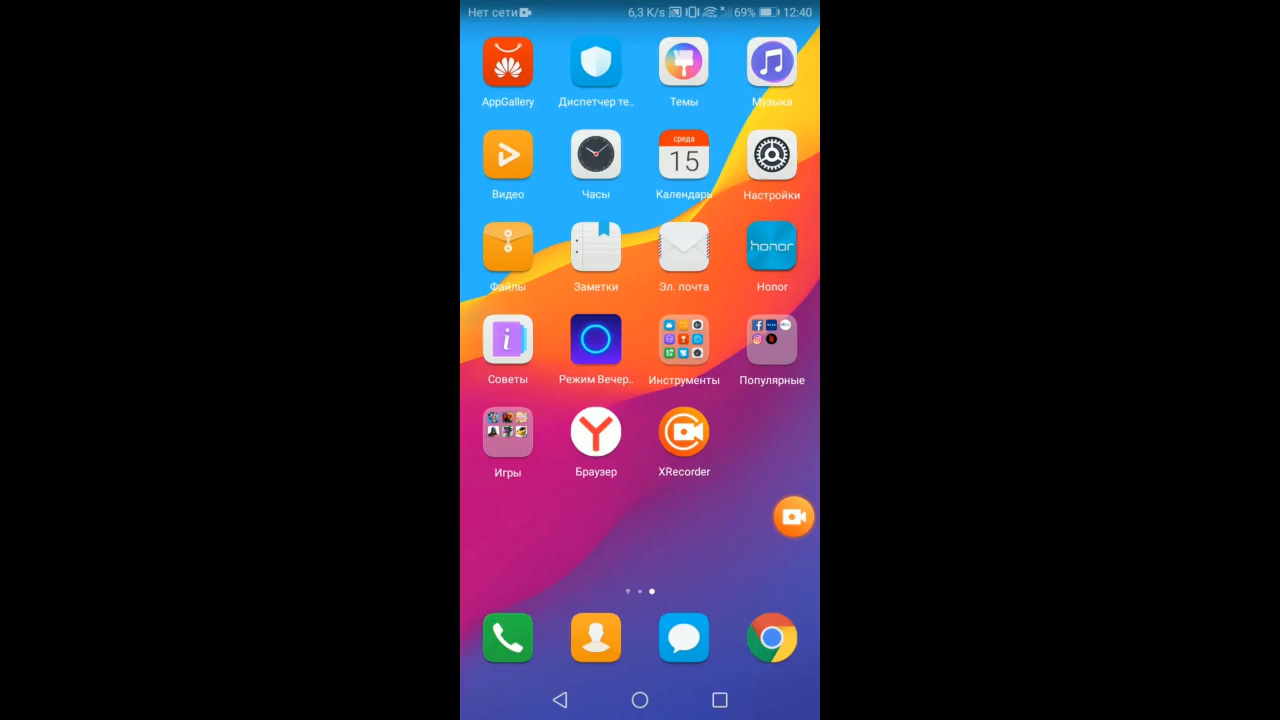 Нет сети 6,3 K/s 69% 12:40
AppGallery Диспетчер те.. Темы Музыка
среда
15
Видео Часы Календарь Настройки
honor
Файлы Заметки Эл. почта Honor
i
Советы Режим Вечер.. Инструменты Популярные
Игры Браузер XRecorder